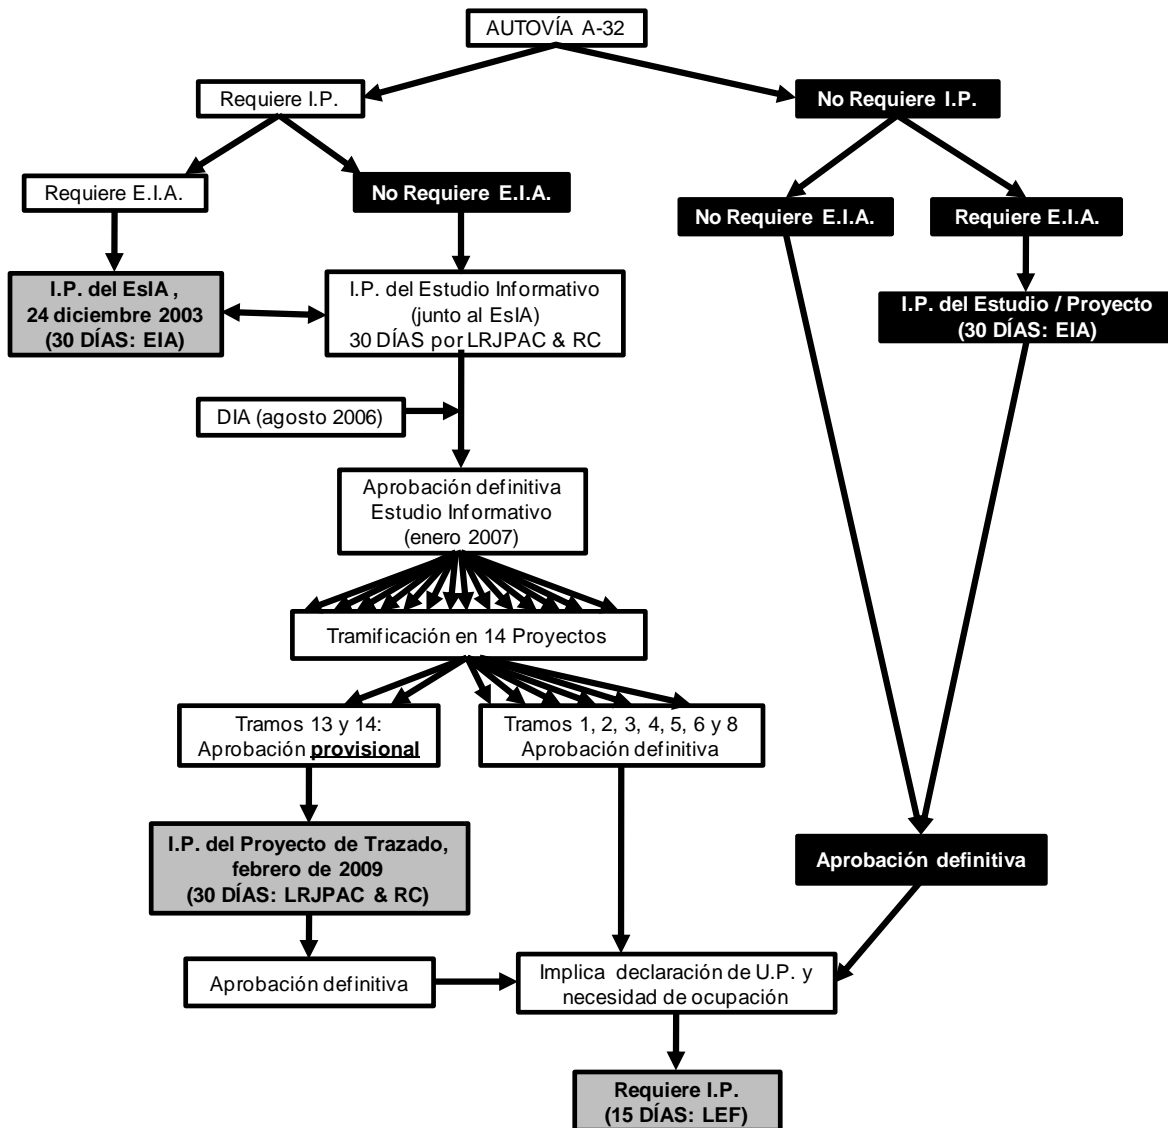 AUTOVÍA A-32
Requiere I.P.
No Requiere I.P.
Requiere E.I.A.
No Requiere E.I.A.
No Requiere E.I.A.
Requiere E.I.A.
I.P. del EsIA ,
24 diciembre 2003
(30 DÍAS: EIA)
I.P. del Estudio Informativo
(junto al EsIA)
30 DÍAS por LRJPAC & RC
I.P. del Estudio / Proyecto
(30 DÍAS: EIA)
DIA (agosto 2006)
Aprobación definitiva
Estudio Informativo
(enero 2007)
Tramificación en 14 Proyectos
Tramos 13 y 14:
Aprobación provisional
Tramos 1, 2, 3, 4, 5, 6 y 8
Aprobación definitiva
I.P. del Proyecto de Trazado,
febrero de 2009
(30 DÍAS: LRJPAC & RC)
Aprobación definitiva
Aprobación definitiva
Implica declaración de U.P. y
necesidad de ocupación
Requiere I.P.
(15 DÍAS: LEF)